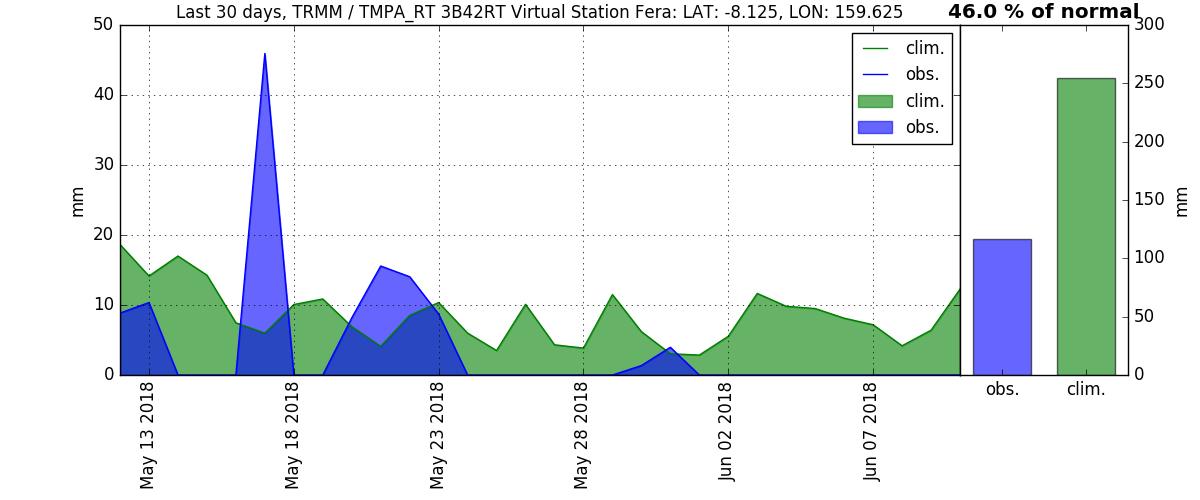 Last 30 days, TRMM / TMPA_RT 3B42RT Virtual Station Fera: LAT: -8.125, LON: 159.625
46.0 % of normal
50
40
30
20
10
0
mm
clim.
obs.
clim.
obs.
May 13 2018
May 18 2018
May 23 2018
May 28 2018
Jun 02 2018
Jun 07 2018
300
250
200
150
100
50
0
mm
obs.
clim.